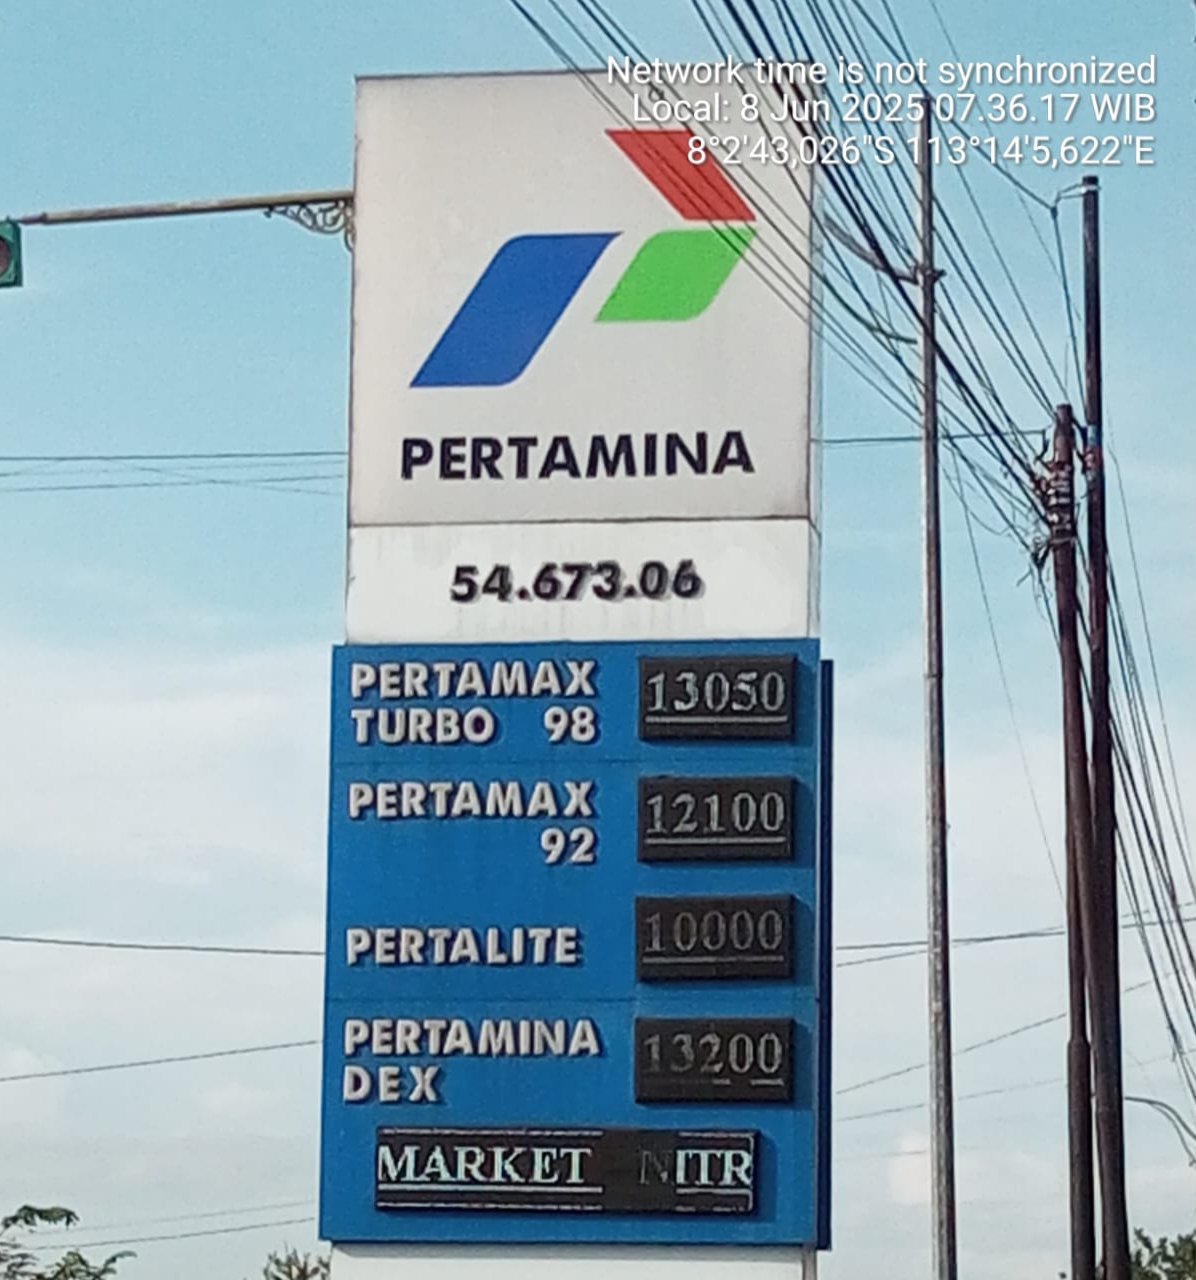 Network time is not synchronized
Local: 8 Jun 2025 07.36.17 WIB
8°2'43,026"S 113°14'5,622"E
PERTAMINA
54.673.06
PERTAMAX
TURBO 98
13050
PERTAMAX
92
12100
PERTALITE
10000
PERTAMINA
DEX
13200
MARKET NITR